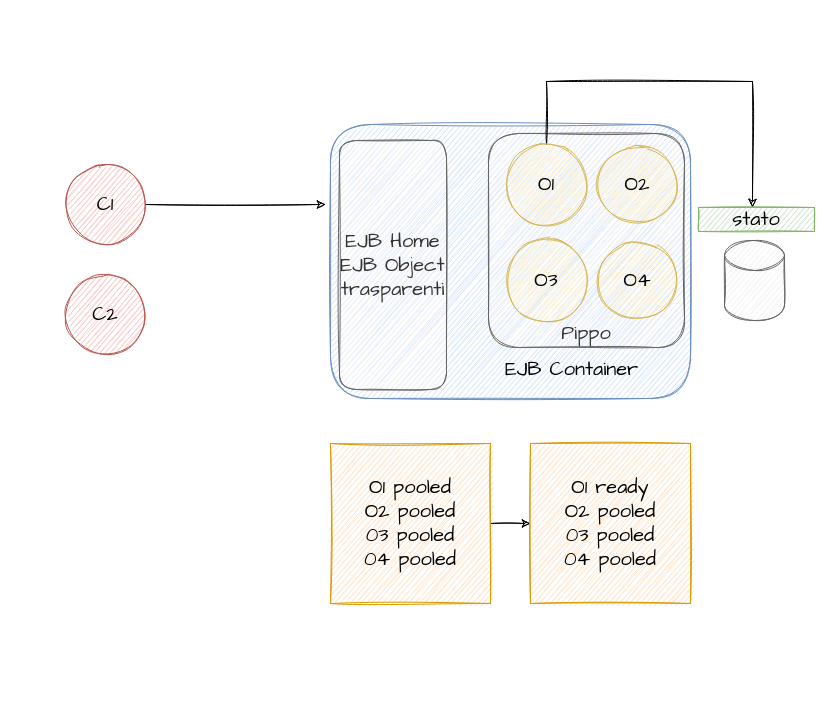 C1
C2
EJB Home
EJB Object
trasparenti
O1
O2
O3
O4
Pippo
EJB Container
stato
O1 pooled
O2 pooled
O3 pooled
O4 pooled
O1 ready
O2 pooled
O3 pooled
O4 pooled